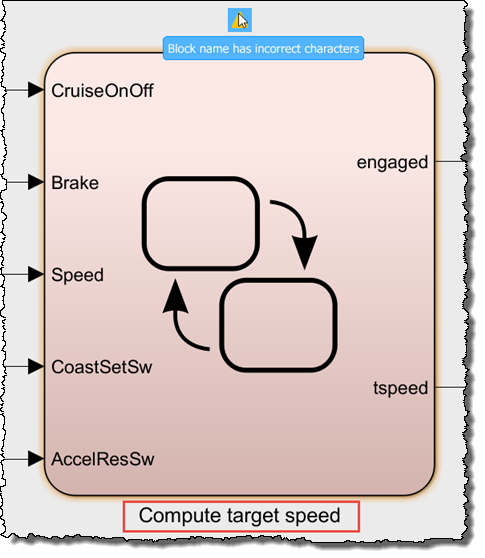 Block name has incorrect characters
CruiseOnOff
engaged
Brake
Speed
CoastSetSw
tspeed
AccelResSw
Compute target speed